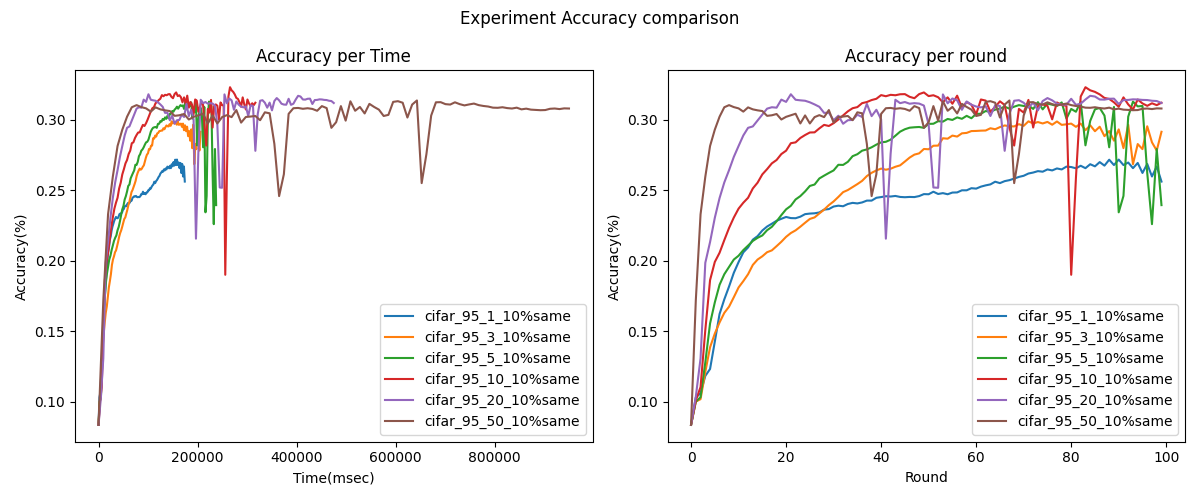 Experiment Accuracy comparison
Accuracy per Time
Accuracy(%)
0.30
0.25
0.20
0.15
0.10
0
200000
400000
600000
800000
Time(msec)
cifar_95_1_10%same
cifar_95_3_10%same
cifar_95_5_10%same
cifar_95_10_10%same
cifar_95_20_10%same
cifar_95_50_10%same
Accuracy per round
Accuracy(%)
0.30
0.25
0.20
0.15
0.10
0
20
40
60
80
100
Round
cifar_95_1_10%same
cifar_95_3_10%same
cifar_95_5_10%same
cifar_95_10_10%same
cifar_95_20_10%same
cifar_95_50_10%same